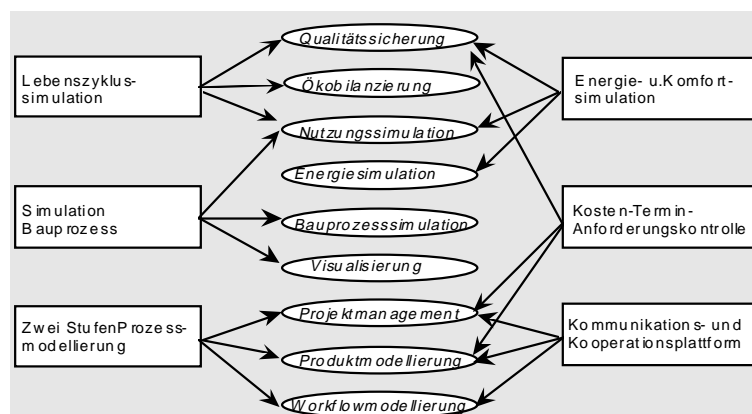 Qualitätssicherung
Lebenszyklus-
simulation
Ökobilanzierung
Energie- u.Komfort-
simulation
Nutzungssimulation
Energiesimulation
Simulation
Bauprozess
Bauprozesssimulation
Kosten-Termin-
Anforderungskontrolle
Visualisierung
Projektmanagement
Zwei StufenProzess-
modellierung
Kommunikations- und
Kooperationsplattform
Produktmodellierung
Workflowmodellierung